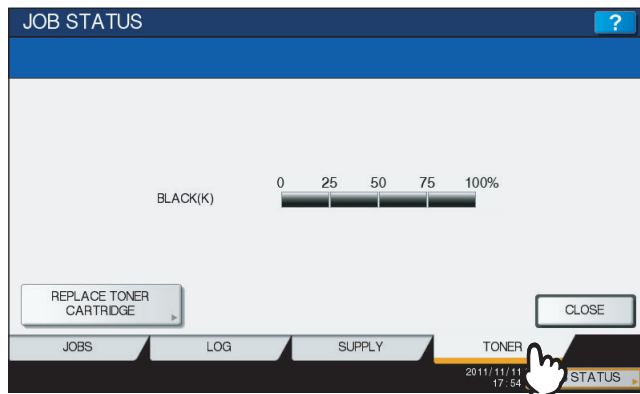 JOB STATUS
?
0 25 50 75 100%
BLACK(K)
REPLACE TONER
CARTRIDGE
CLOSE
JOBS LOG SUPPLY TONER
2011/11/11
17:54
STATUS